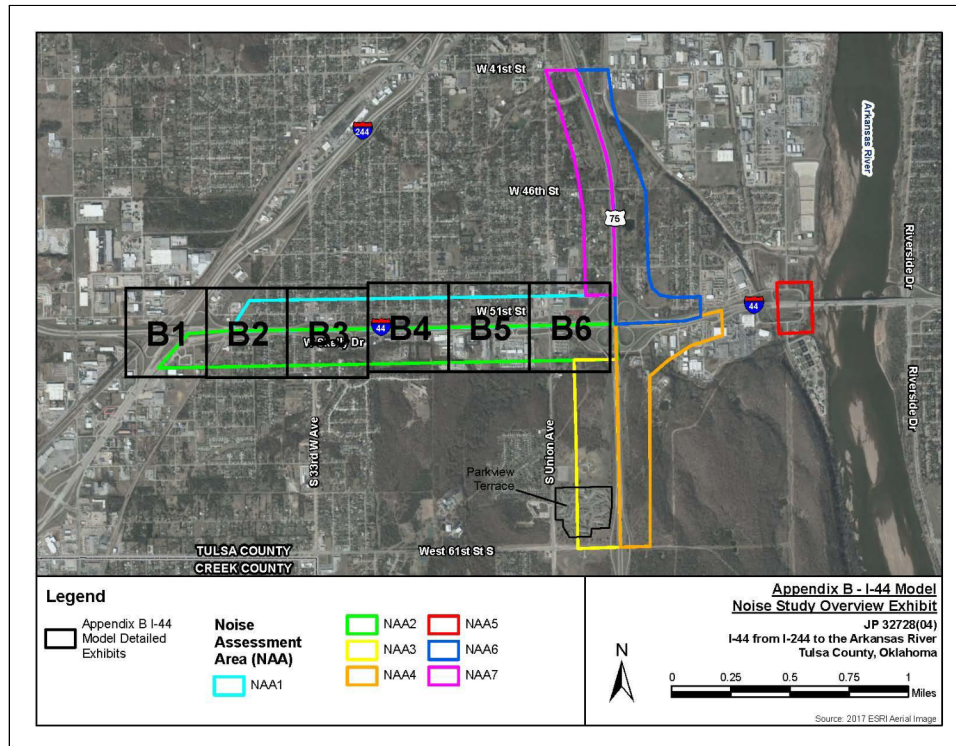 W 41st St
244
Arkansas River
W 46th St
75
Riverside Dr
44
W 51st St
B1 B2 B3 B4 B5 B6
44
W Skelly Dr
S 33rd W Ave
S Union Ave
Riverside Dr
Parkview
Terrace
TULSA COUNTY
CREEK COUNTY
West 61st St S
Legend
Appendix B I-44
Model Detailed
Exhibits
Noise
Assessment
Area (NAA)
NAA1
NAA2
NAA3
NAA4
NAA5
NAA6
NAA7
Appendix B - I-44 Model
Noise Study Overview Exhibit
JP 32728(04)
I-44 from I-244 to the Arkansas River
Tulsa County, Oklahoma
N
0 0.25 0.5 0.75 1
Miles
Source: 2017 ESRI Aerial Image